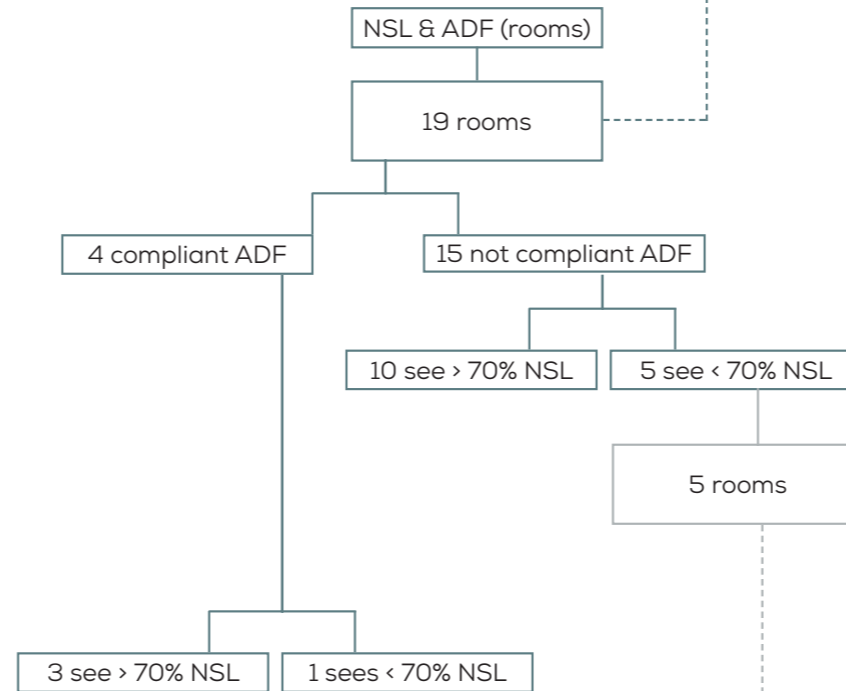 NSL & ADF (rooms)
19 rooms
4 compliant ADF
15 not compliant ADF
10 see > 70% NSL
5 see < 70% NSL
5 rooms
3 see > 70% NSL
1 sees < 70% NSL